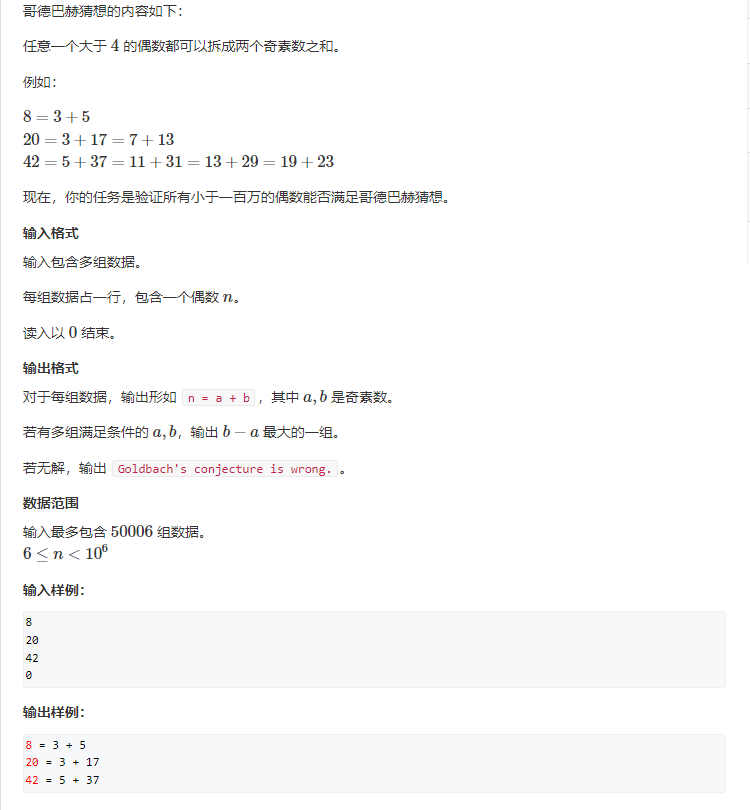 哥德巴赫猜想的内容如下：
任意一个大于 4 的偶数都可以拆成两个奇素数之和。
例如：
8 = 3 + 5
20 = 3 + 17 = 7 + 13
42 = 5 + 37 = 11 + 31 = 13 + 29 = 19 + 23
现在，你的任务是验证所有小于一百万的偶数能否满足哥德巴赫猜想。
输入格式
输入包含多组数据。
每组数据占一行，包含一个偶数 n。
读入以 0 结束。
输出格式
对于每组数据，输出形如 n = a + b ，其中 a, b 是奇素数。
若有多组满足条件的 a, b，输出 b − a 最大的一组。
若无解，输出 Goldbach's conjecture is wrong. 。
数据范围
输入最多包含 50006 组数据。
6 ≤ n < 10⁶
输入样例：
8
20
42
0
输出样例：
8 = 3 + 5
20 = 3 + 17
42 = 5 + 37